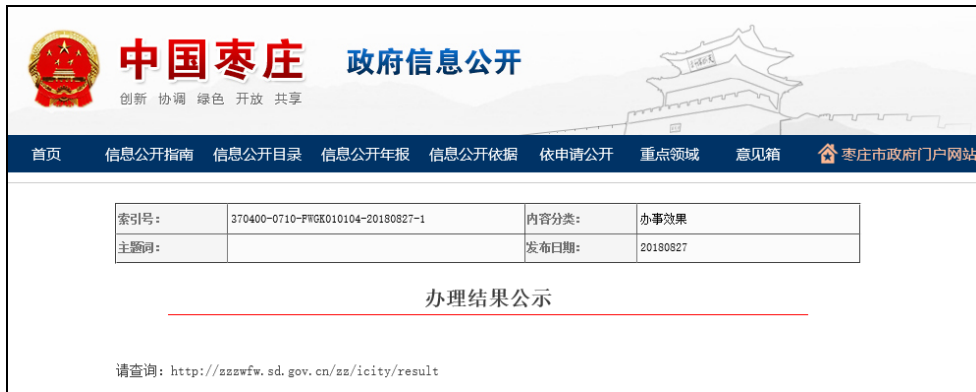 中国枣庄 政府信息公开
创新 协调 绿色 开放 共享
首页 信息公开指南 信息公开目录 信息公开年报 信息公开依据 依申请公开 重点领域 意见箱 枣庄市政府门户网站
索引号: 370400-0710-FWGK010104-20180827-1 内容分类: 办事效果
主题词: 发布日期: 20180827
办理结果公示
请查询: http://zzzwfw.sd.gov.cn/zz/icity/result